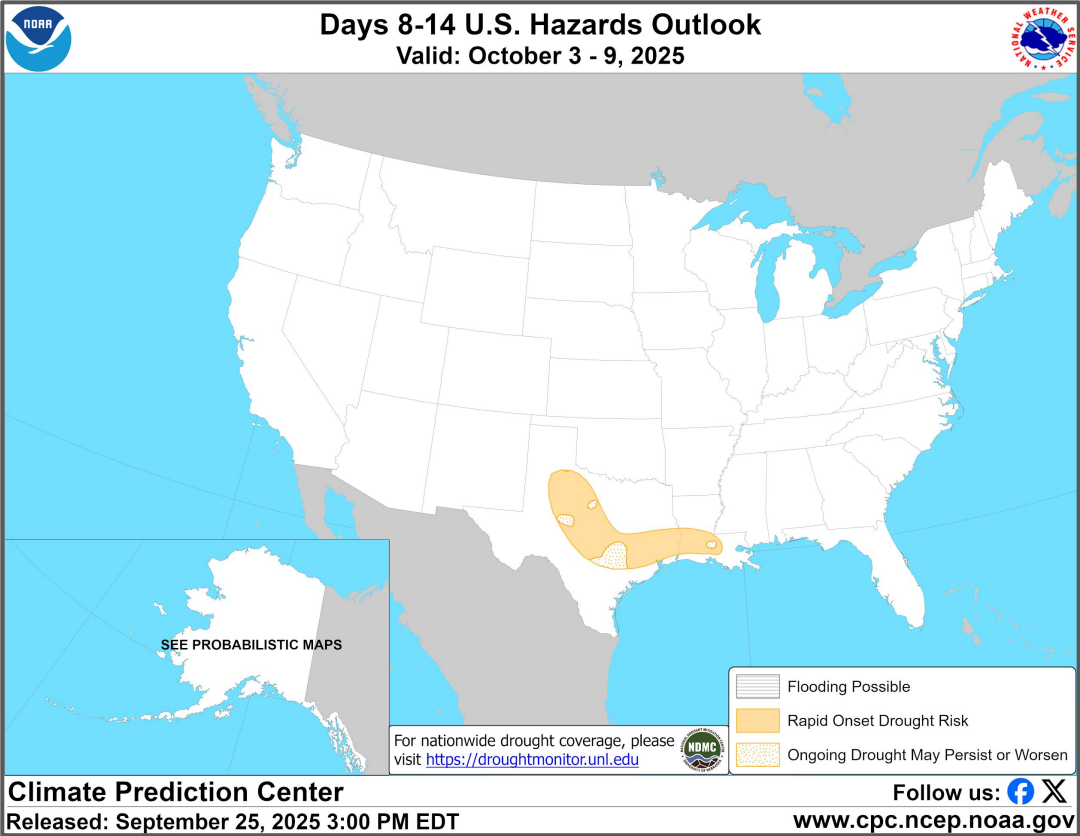 NOAA
Days 8-14 U.S. Hazards Outlook
Valid: October 3 - 9, 2025
NATIONAL WEATHER SERVICE
SEE PROBABILISTIC MAPS
Flooding Possible
Rapid Onset Drought Risk
Ongoing Drought May Persist or Worsen
For nationwide drought coverage, please
visit https://droughtmonitor.unl.edu
NDMC
Climate Prediction Center
Follow us:
Released: September 25, 2025 3:00 PM EDT
www.cpc.ncep.noaa.gov